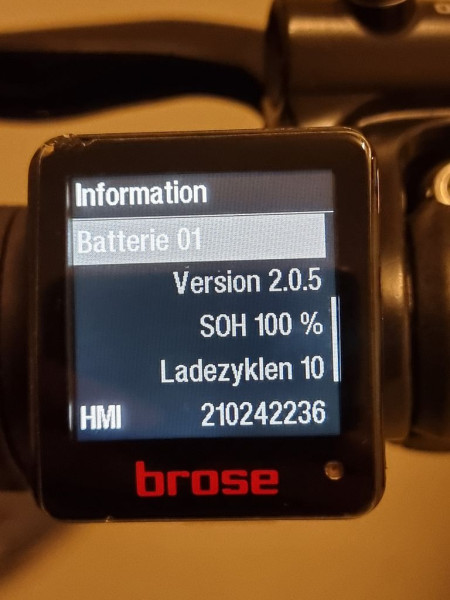 Information
Batterie 01
Version 2.0.5
SOH 100 %
Ladezyklen 10
HMI 210242236
brose